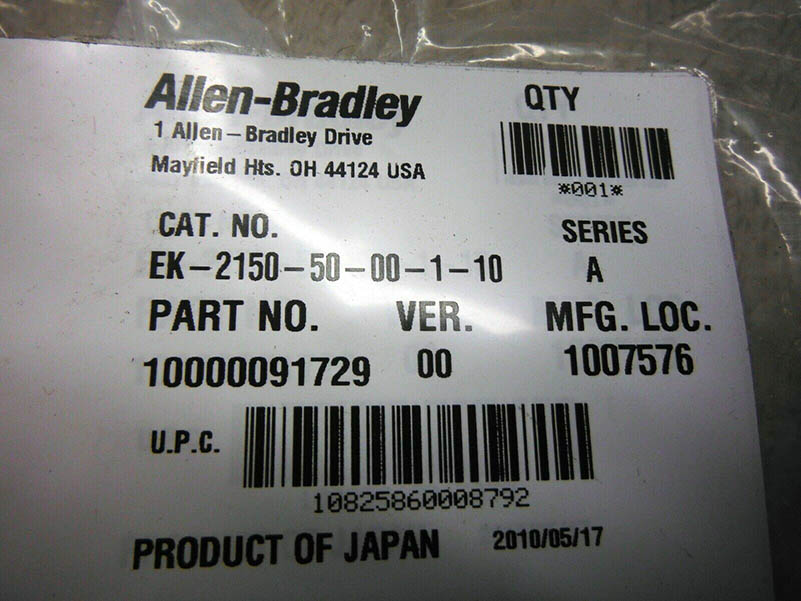 Allen-Bradley QTY
1 Allen-Bradley Drive
Mayfield Hts. OH 44124 USA
*001*
CAT. NO. SERIES
EK-2150-50-00-1-10 A
PART NO. VER. MFG. LOC.
10000091729 00 1007576
U.P.C.
10825860008792
PRODUCT OF JAPAN 2010/05/17